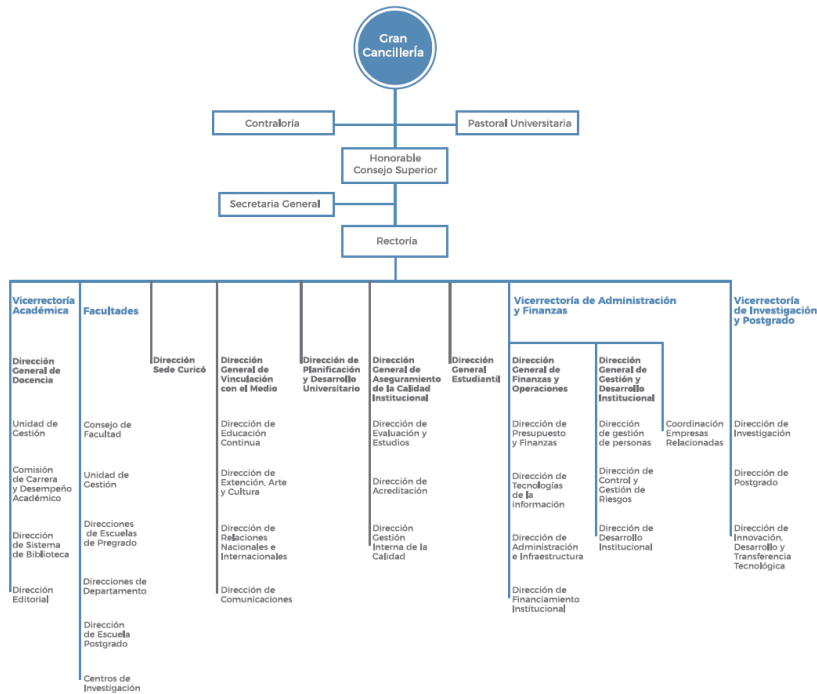 Gran
Cancillería
Contraloría
Pastoral Universitaria
Honorable
Consejo Superior
Secretaria General
Rectoría
Vicerrectoría
Académica
Facultades
Vicerrectoría de Administración
y Finanzas
Vicerrectoría
de Investigación
y Postgrado
Dirección
General de
Docencia
Dirección
Sede Curicó
Dirección
General de
Vinculación
con el Medio
Dirección de
Planificación
y Desarrollo
Universitario
Dirección
General de
Aseguramiento
de la Calidad
Institucional
Dirección
General
Estudiantil
Dirección
General de
Finanzas y
Operaciones
Dirección
General de
Gestión y
Desarrollo
Institucional
Unidad de
Gestión
Comisión
de Carrera
y Desempeño
Académico
Dirección
de Sistema
de Biblioteca
Dirección
Editorial
Consejo de
Facultad
Unidad de
Gestión
Direcciones
de Escuelas
de Pregrado
Direcciones de
Departamento
Dirección
de Escuela
Postgrado
Centros de
Investigación
Dirección de
Educación
Continua
Dirección de
Extención, Arte
y Cultura
Dirección de
Relaciones
Nacionales e
Internacionales
Dirección de
Comunicaciones
Dirección de
Evaluación y
Estudios
Dirección de
Acreditación
Dirección
Gestión
Interna de la
Calidad
Dirección de
Presupuesto
y Finanzas
Dirección de
Tecnologías
de la
información
Dirección de
Administración
e Infraestructura
Dirección de
Financiamiento
Institucional
Dirección
de gestión
de personas
Dirección de
Control y
Gestión de
Riesgos
Dirección de
Desarrollo
Institucional
Coordinación
Empresas
Relacionadas
Dirección de
Investigación
Dirección de
Postgrado
Dirección de
Innovación,
Desarrollo y
Transferencia
Tecnológica